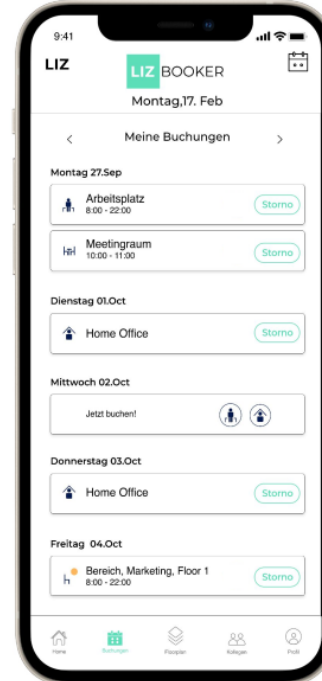 9:41
LIZ
LIZ BOOKER
Montag,17. Feb
Meine Buchungen
Montag 27.Sep
Arbeitsplatz
8:00 - 22:00
Storno
Meetingraum
10:00 - 11:00
Storno
Dienstag 01.Oct
Home Office
Storno
Mittwoch 02.Oct
Jetzt buchen!
Donnerstag 03.Oct
Home Office
Storno
Freitag 04.Oct
Bereich, Marketing, Floor 1
8:00 - 22:00
Storno
Home Buchungen Floorplan Kollegen Profil